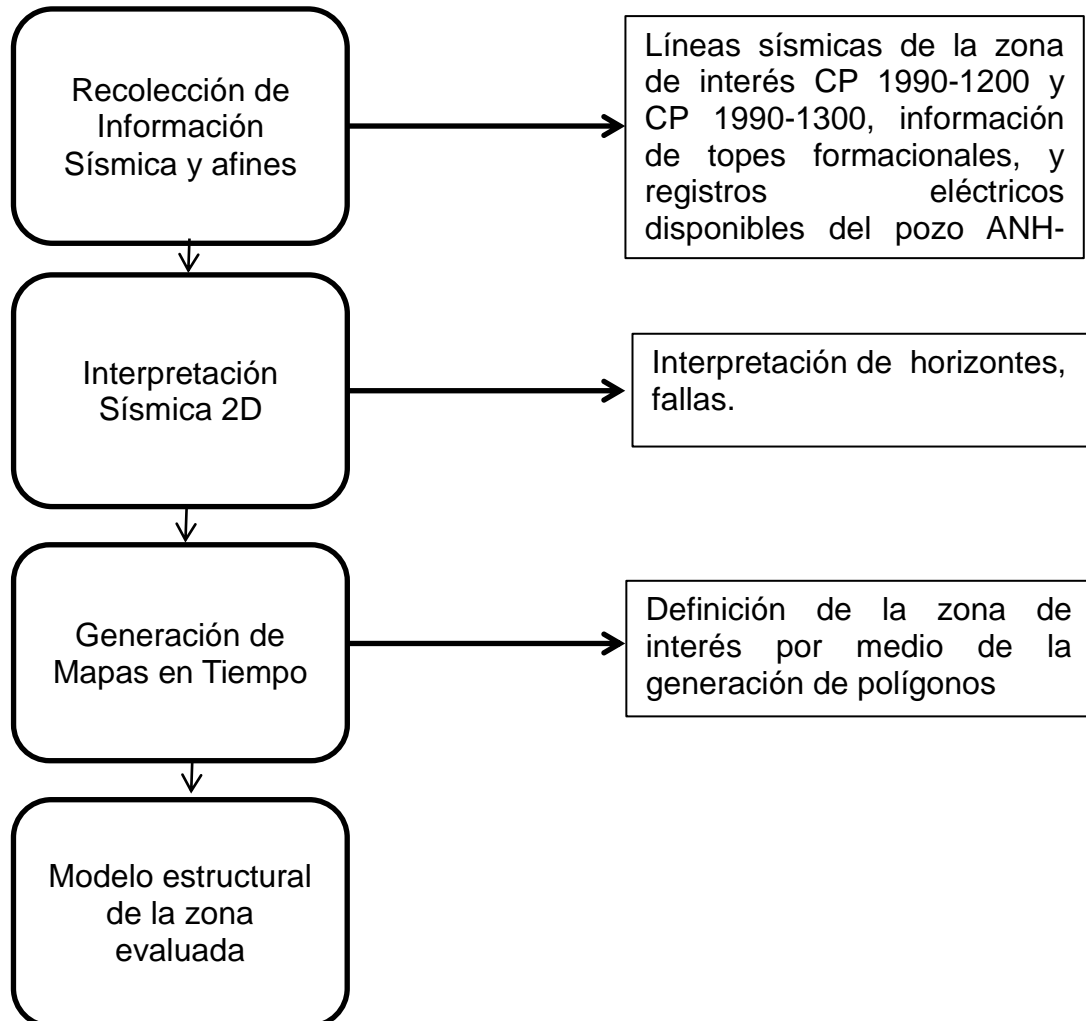 Recolección de
Información
Sísmica y afines
Líneas sísmicas de la zona
de interés CP 1990-1200 y
CP 1990-1300, información
de topes formacionales, y
registros eléctricos
disponibles del pozo ANH-
Interpretación
Sísmica 2D
Interpretación de horizontes,
fallas.
Generación de
Mapas en Tiempo
Definición de la zona de
interés por medio de la
generación de polígonos
Modelo estructural
de la zona
evaluada